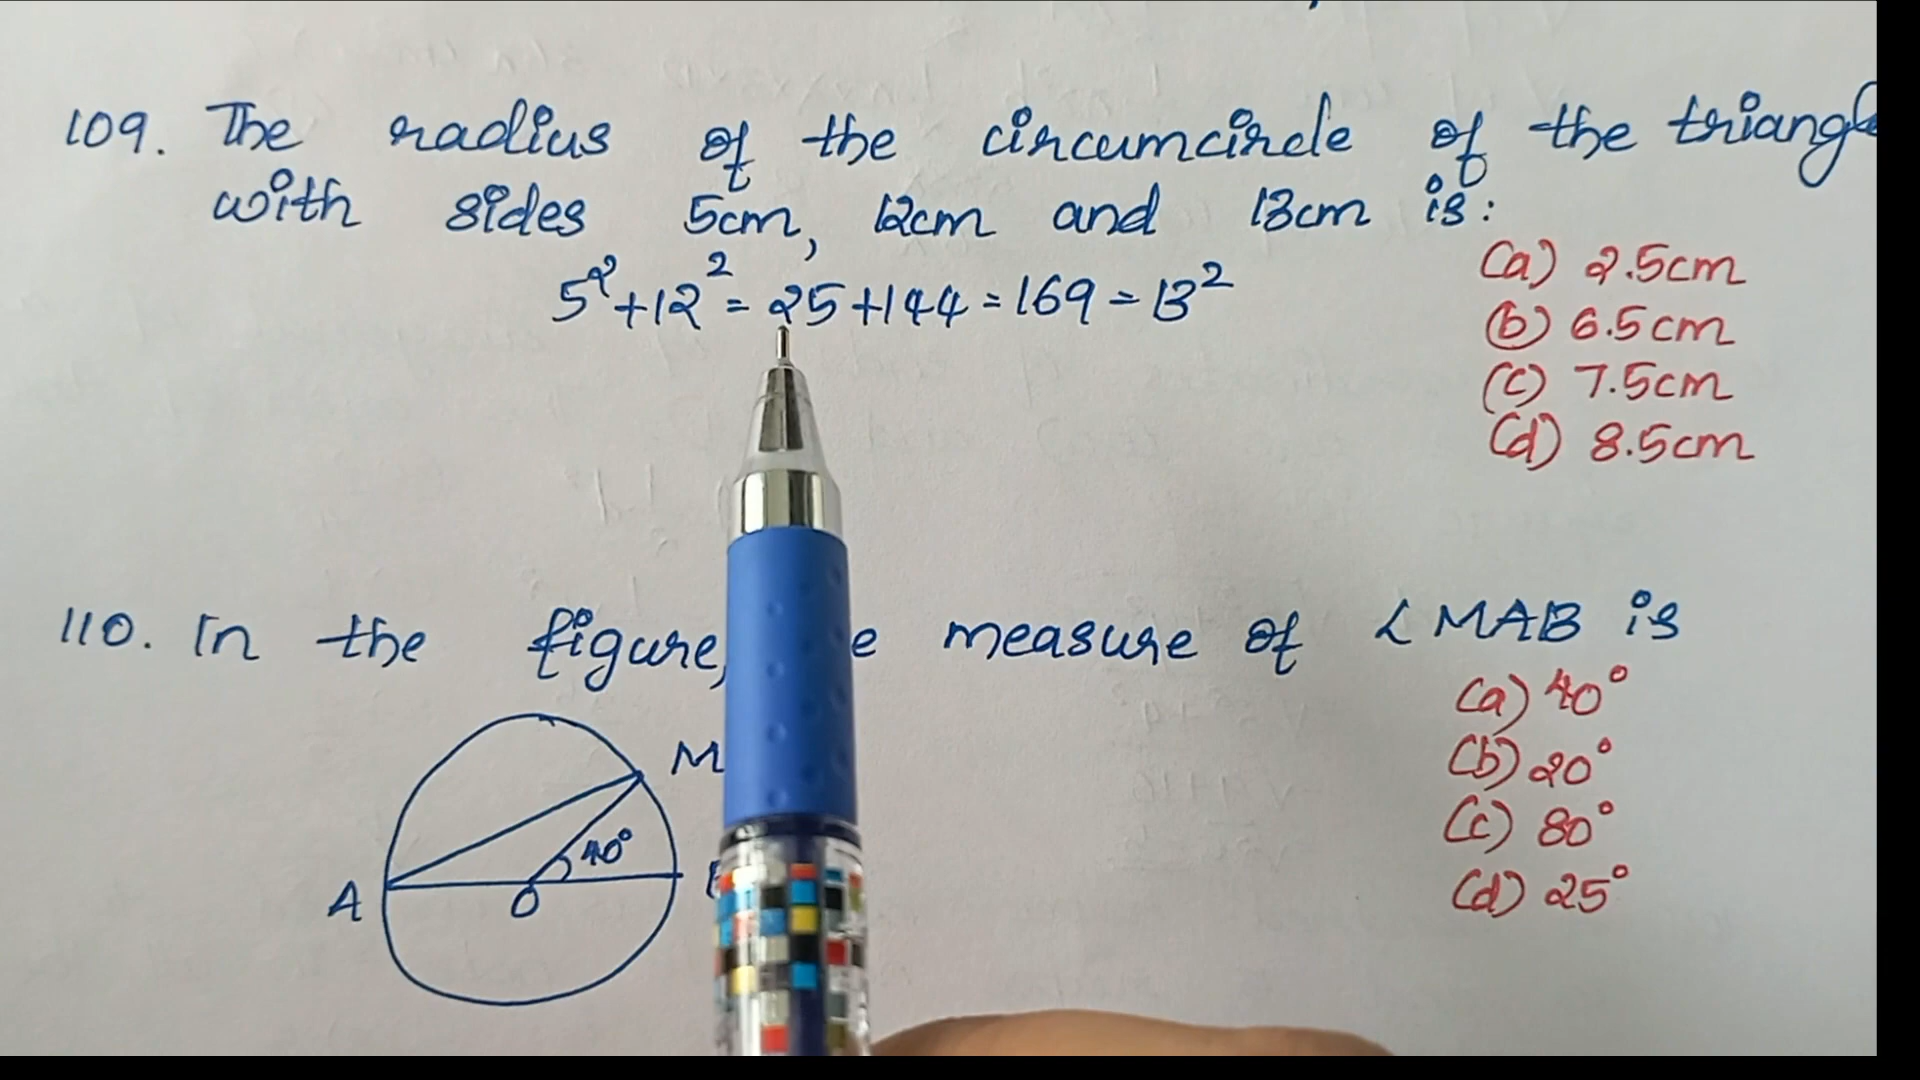 109. The radius of the circumcircle of the triangle
with sides 5cm, 12cm and 13cm is:
5² + 12² = 25 + 144 = 169 = 13²
(a) 2.5cm
(b) 6.5cm
(c) 7.5cm
(d) 8.5cm
110. In the figure, measure of ∠MAB is
(a) 40°
(b) 20°
(c) 80°
(d) 25°
M
40°
A O